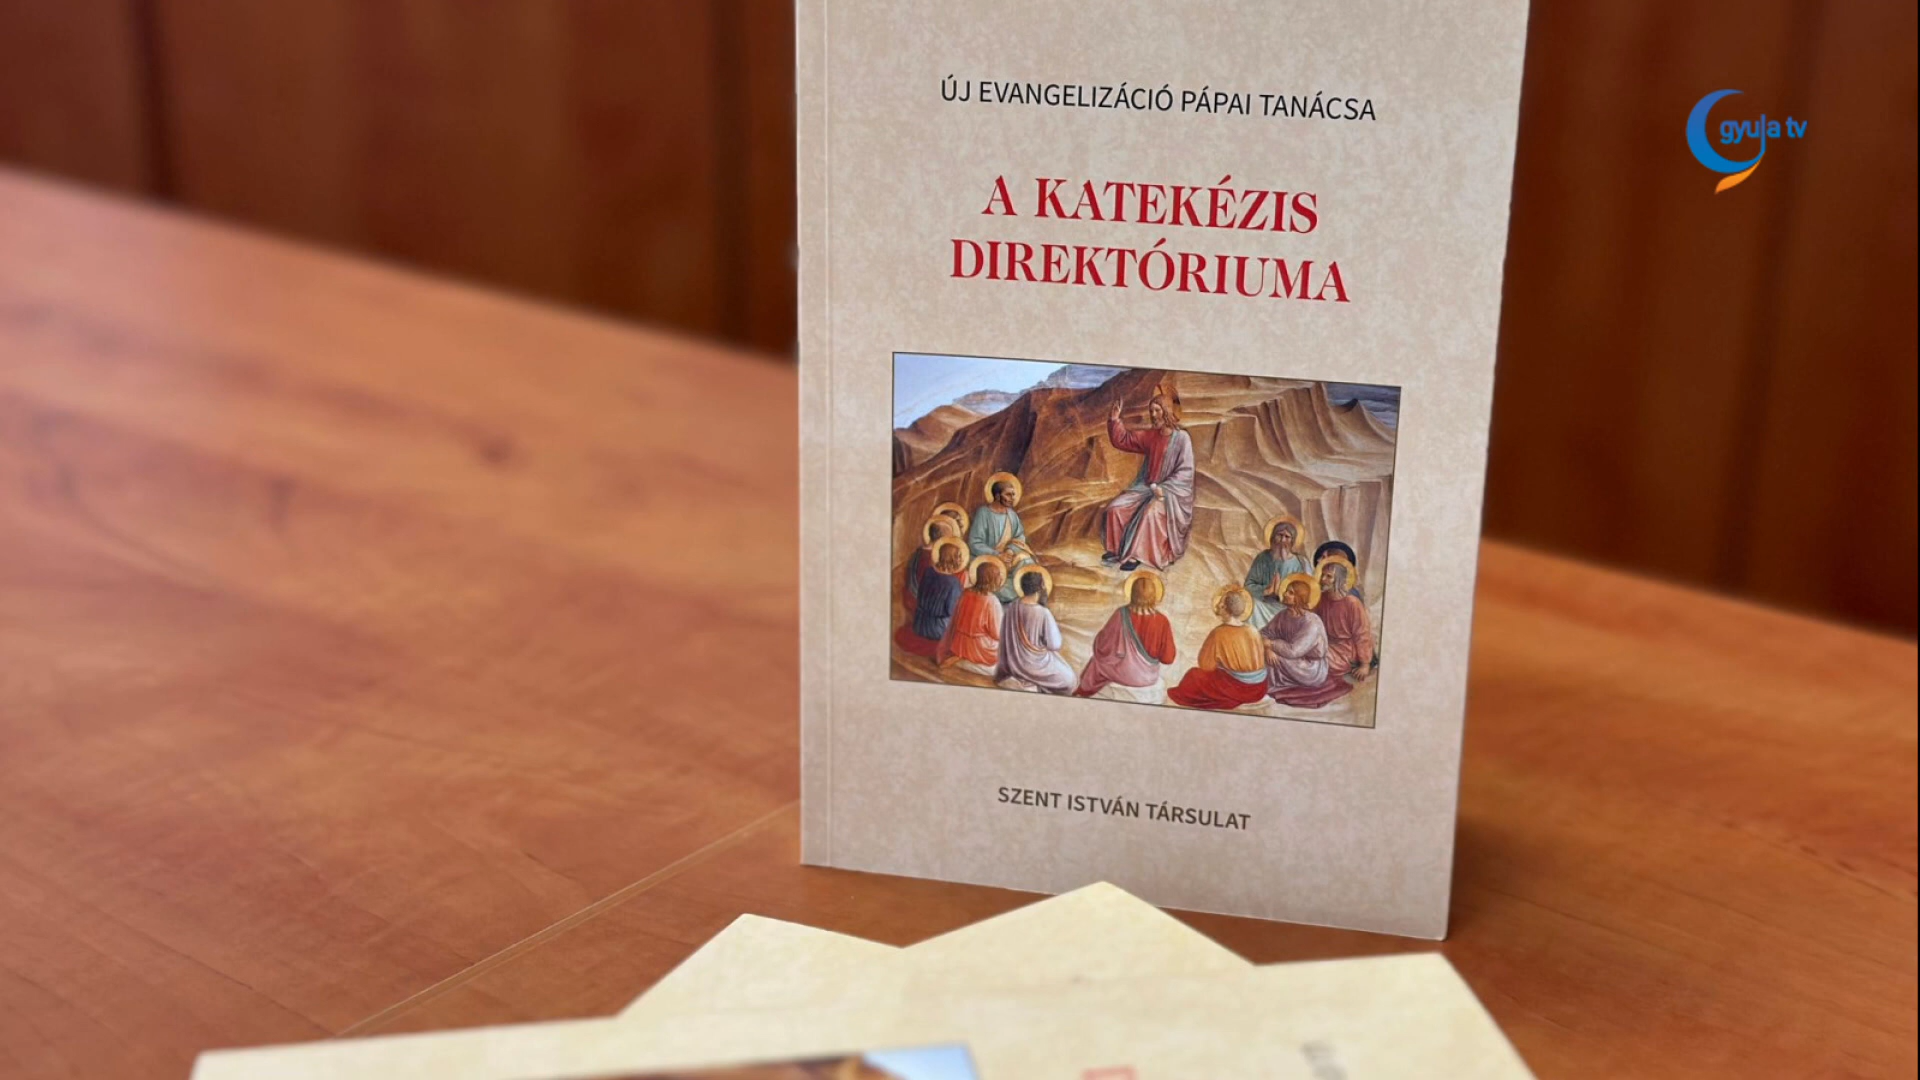 ÚJ EVANGELIZÁCIÓ PÁPAI TANÁCSA
A KATEKÉZIS
DIREKTÓRIUMA
SZENT ISTVÁN TÁRSULAT
gyula tv